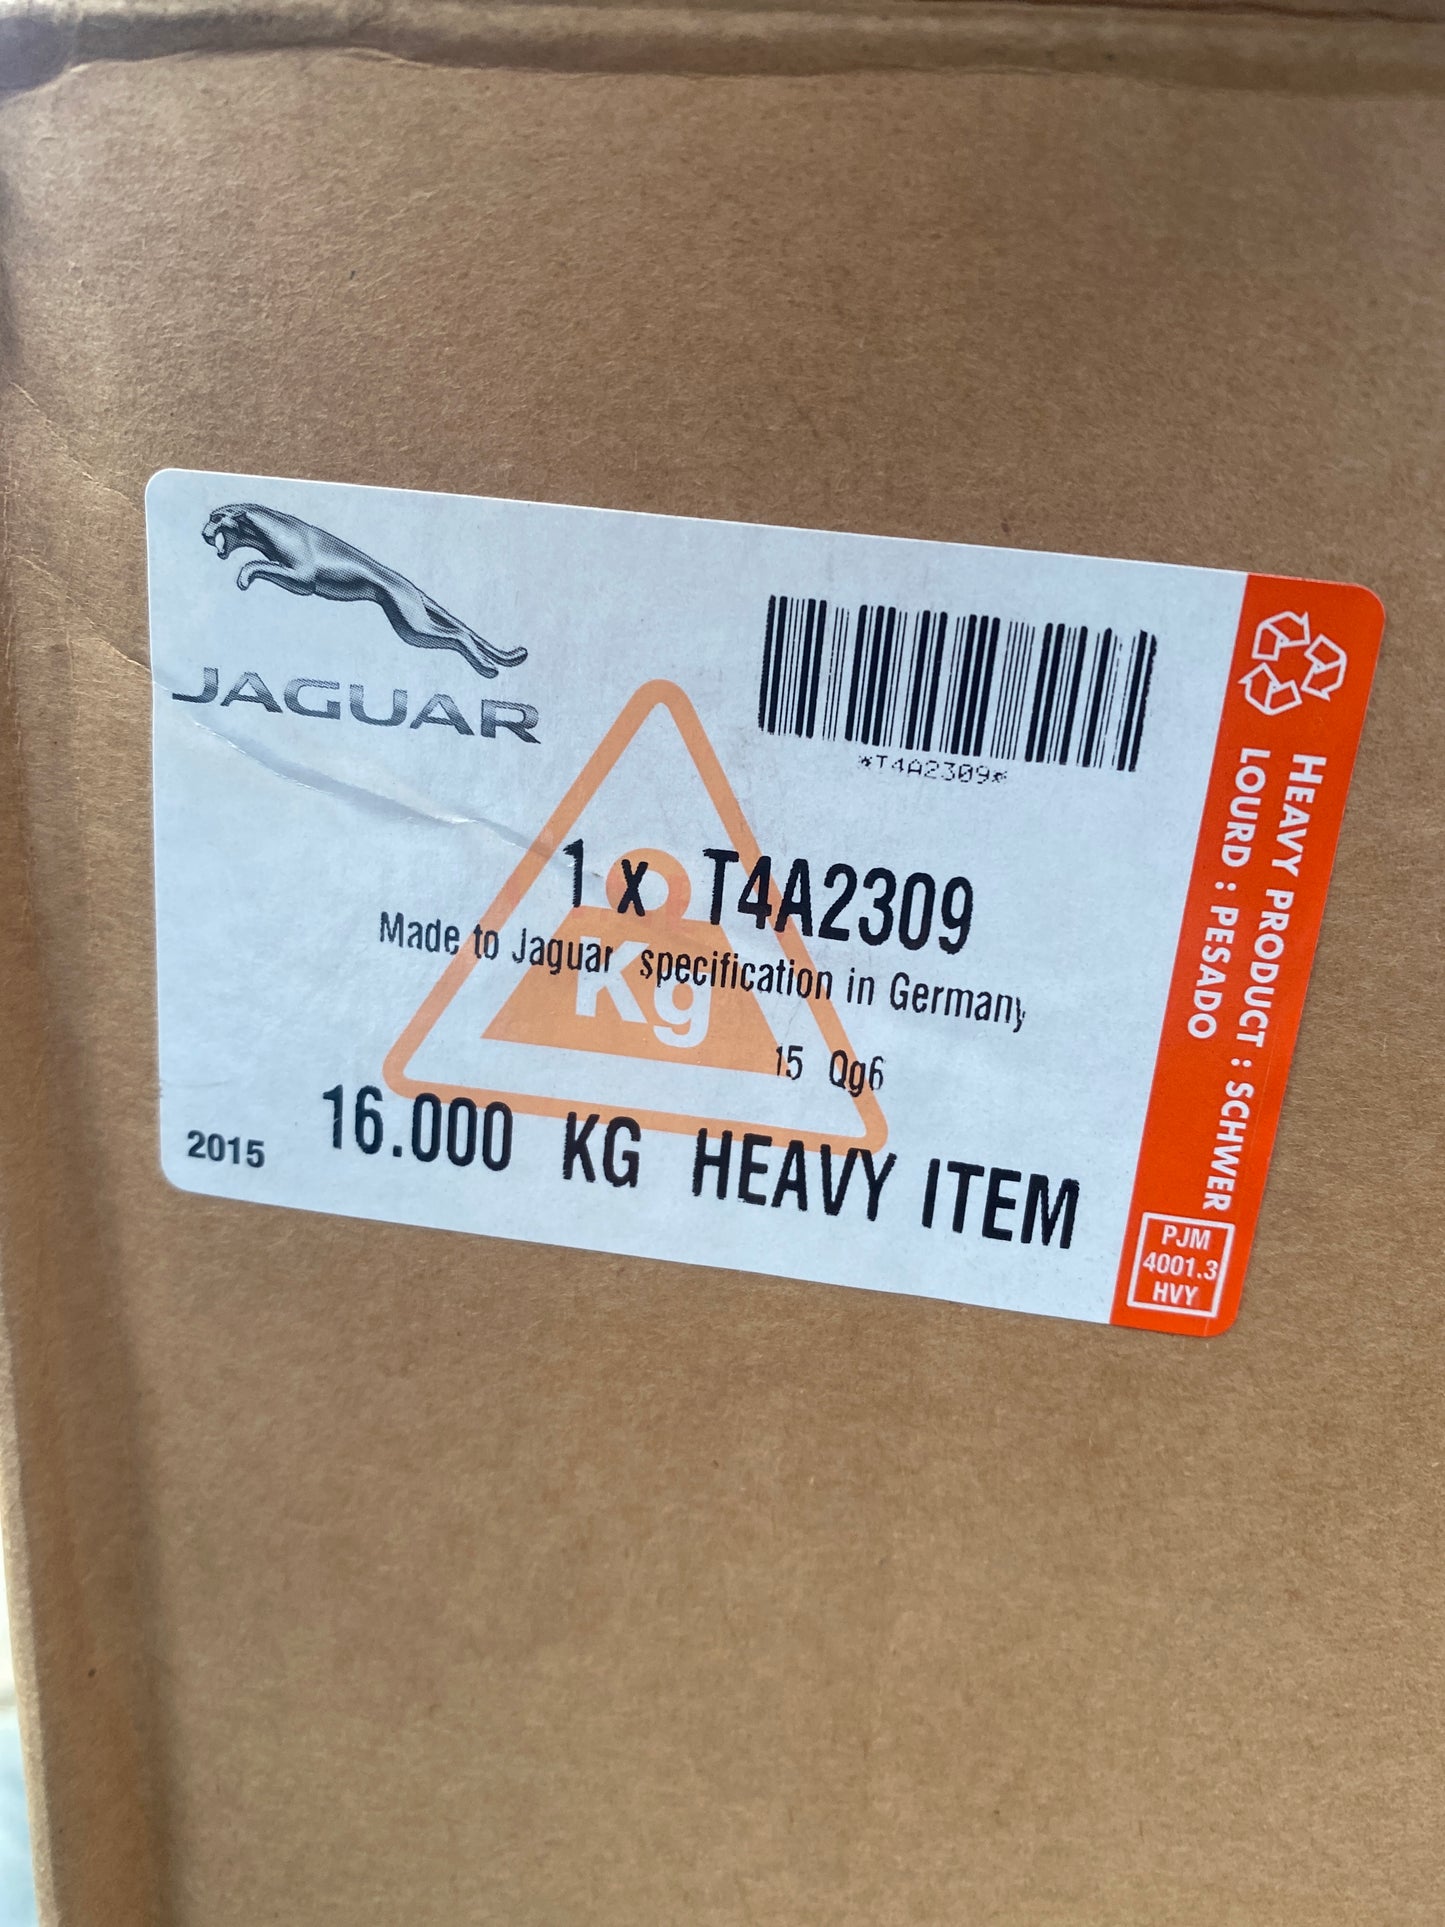 JAGUAR
*T4A2309*
1 x T4A2309
Made to Jaguar specification in Germany
Kg
15 Qg6
16.000 KG HEAVY ITEM
2015
HEAVY PRODUCT : SCHWER
LOURD : PESADO
PJM
4001.3
HVY